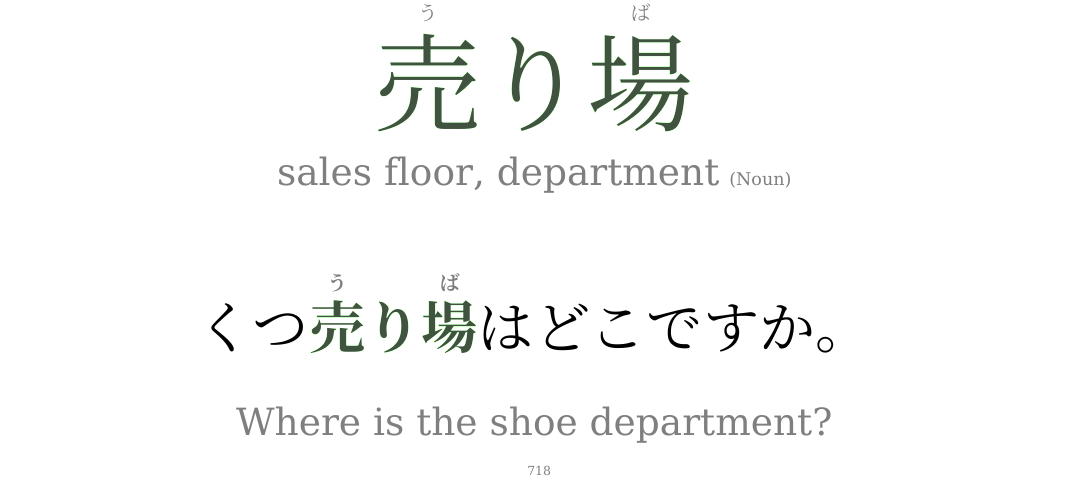 う ば
売り場
sales floor, department (Noun)
う ば
くつ売り場はどこですか。
Where is the shoe department?
718